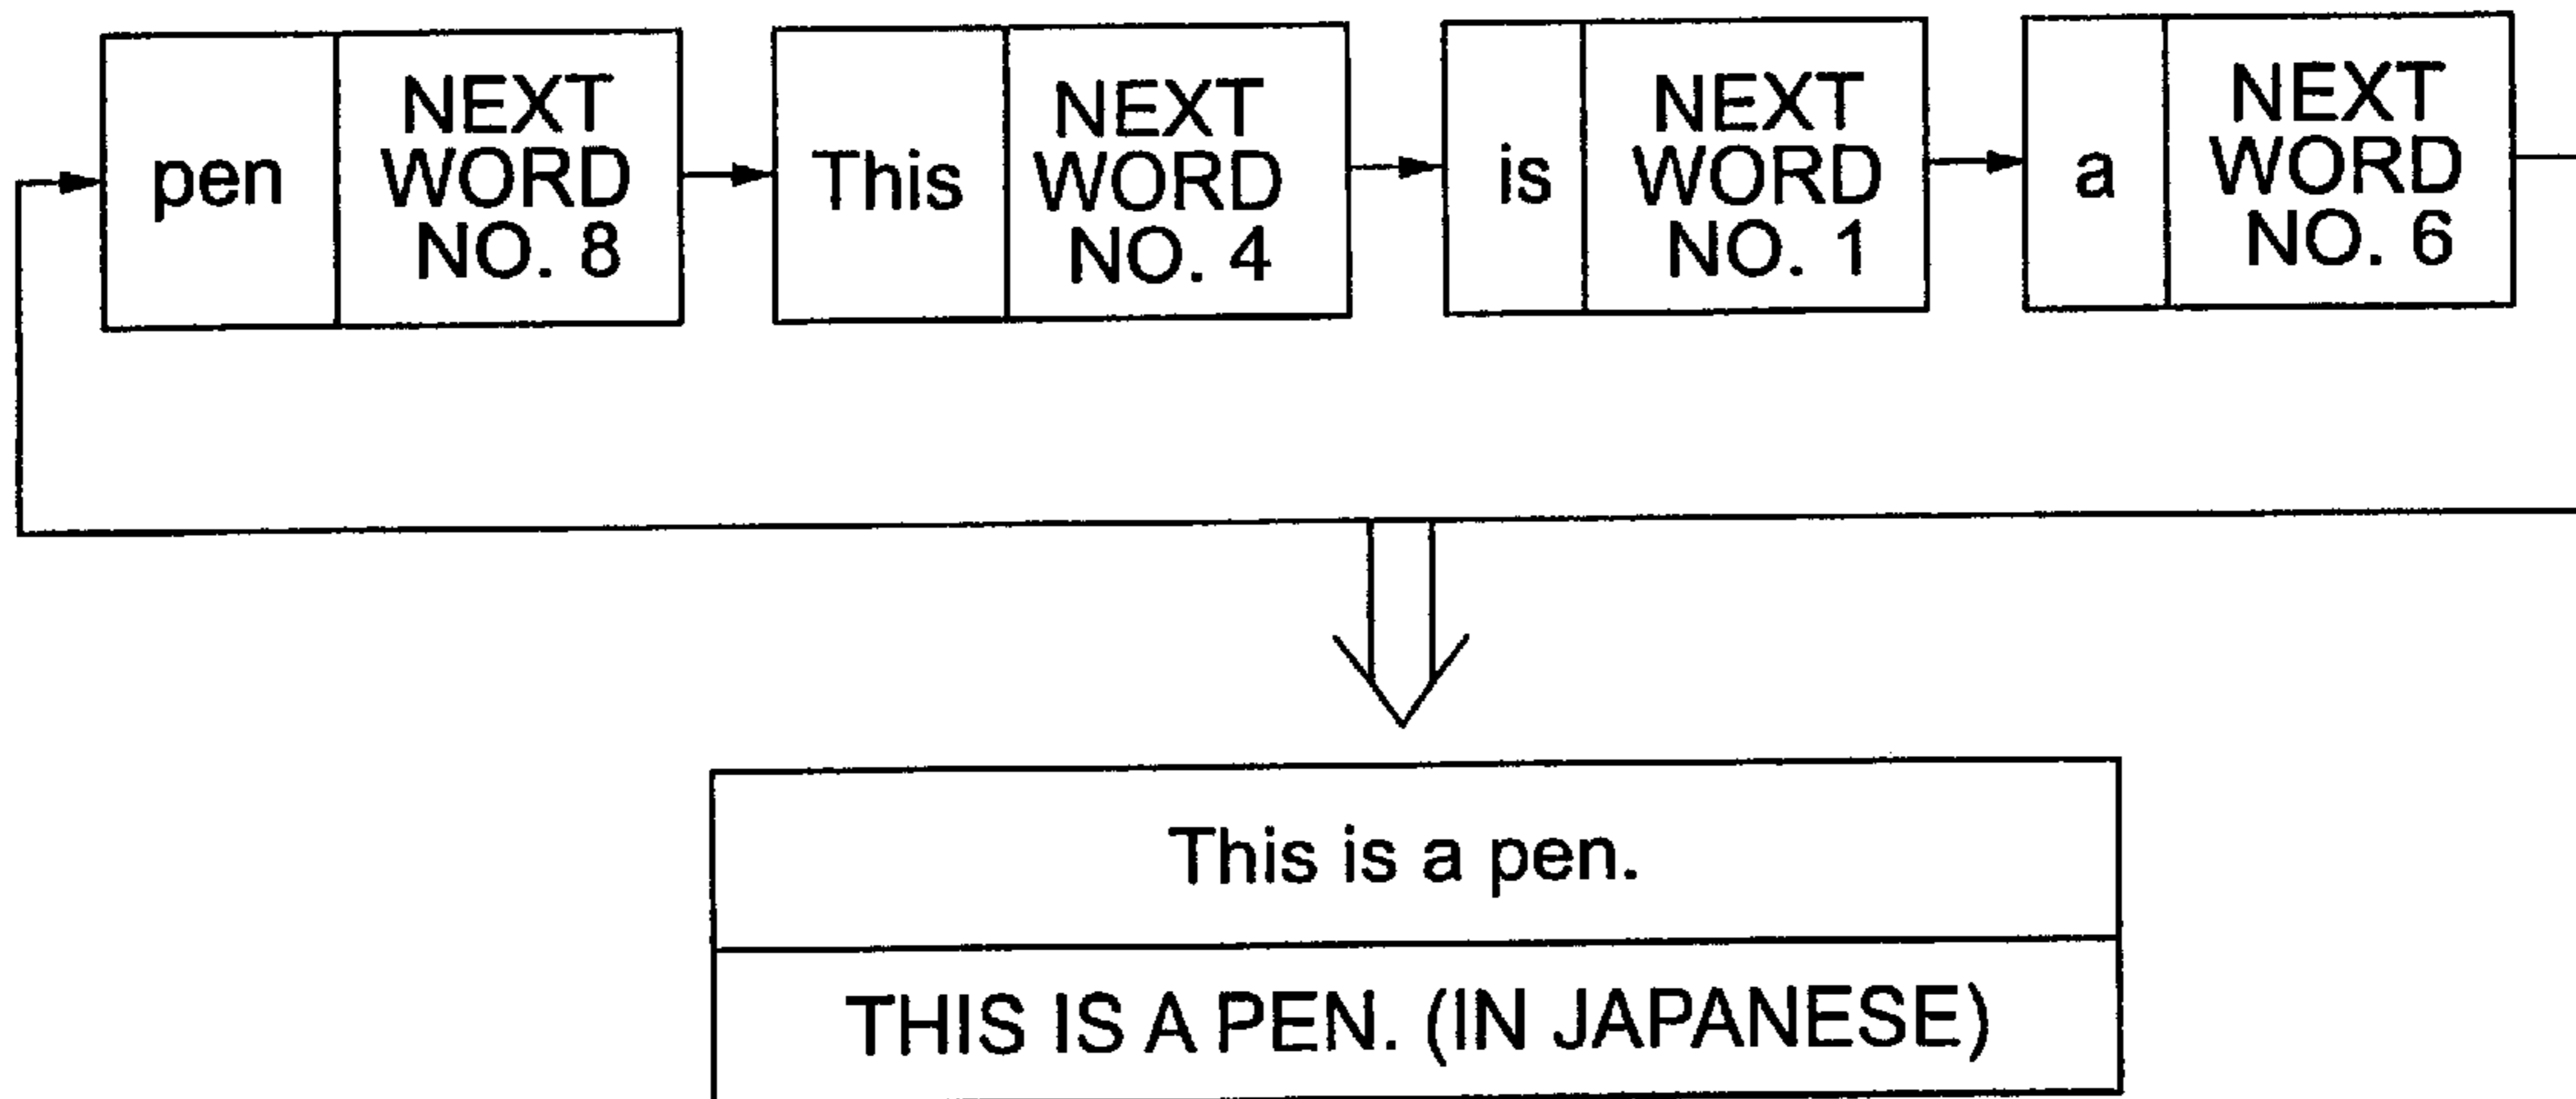 pen
NEXT
WORD
NO. 8
This
NEXT
WORD
NO. 4
is
NEXT
WORD
NO. 1
a
NEXT
WORD
NO. 6
This is a pen.
THIS IS A PEN. (IN JAPANESE)